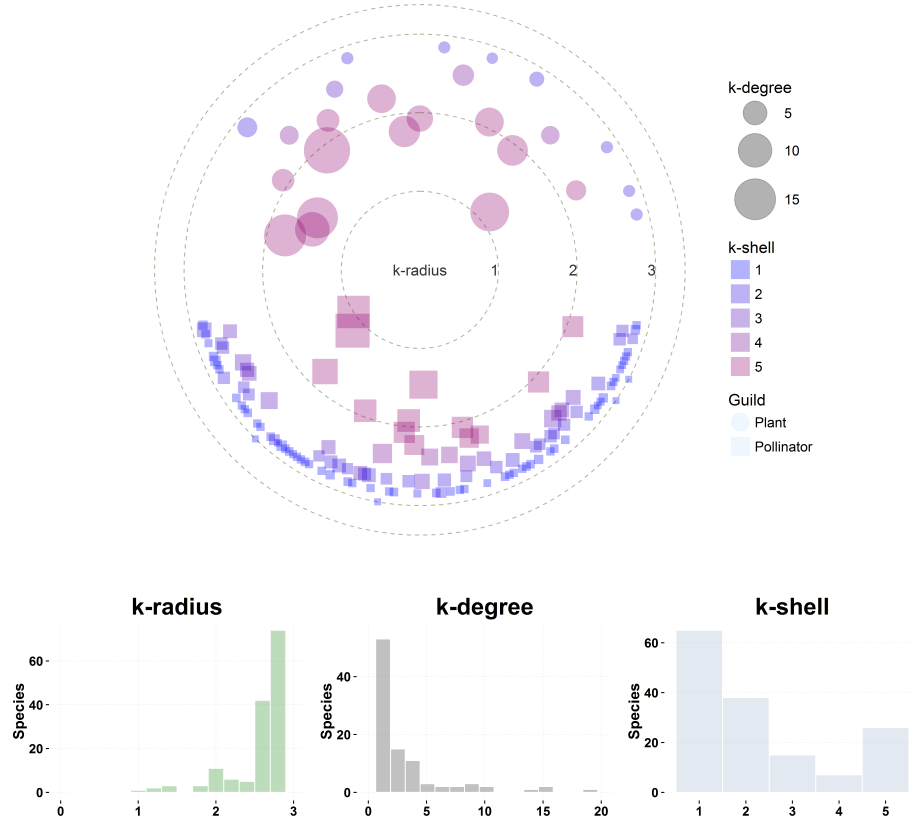 k-degree
5
10
15
k-radius 1 2 3
k-shell
1
2
3
4
5
Guild
Plant
Pollinator
k-radius
Species
60
40
20
0
0 1 2 3
k-degree
Species
40
20
0
0 5 10 15 20
k-shell
Species
60
40
20
0
1 2 3 4 5